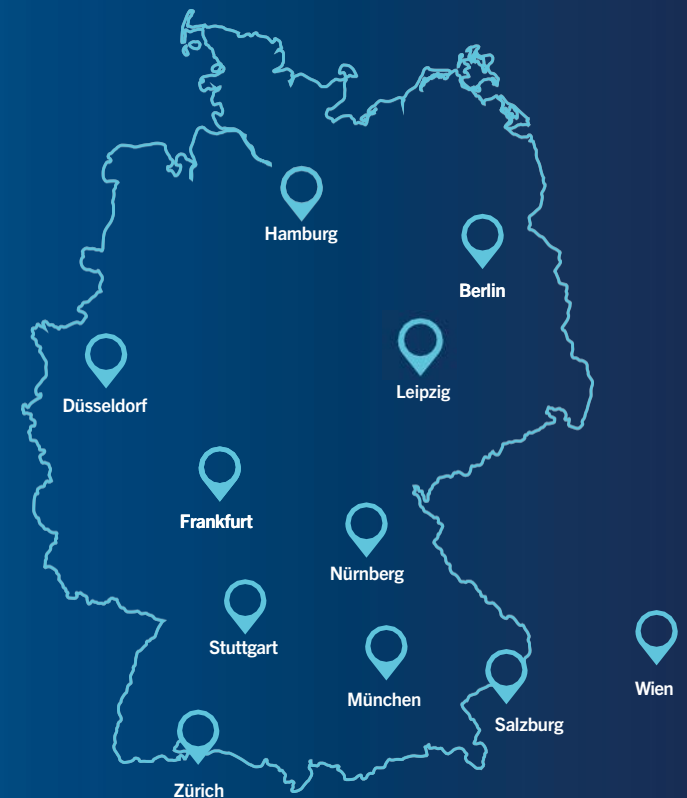 Hamburg
Berlin
Leipzig
Düsseldorf
Frankfurt
Nürnberg
Stuttgart
Wien
München
Salzburg
Zürich